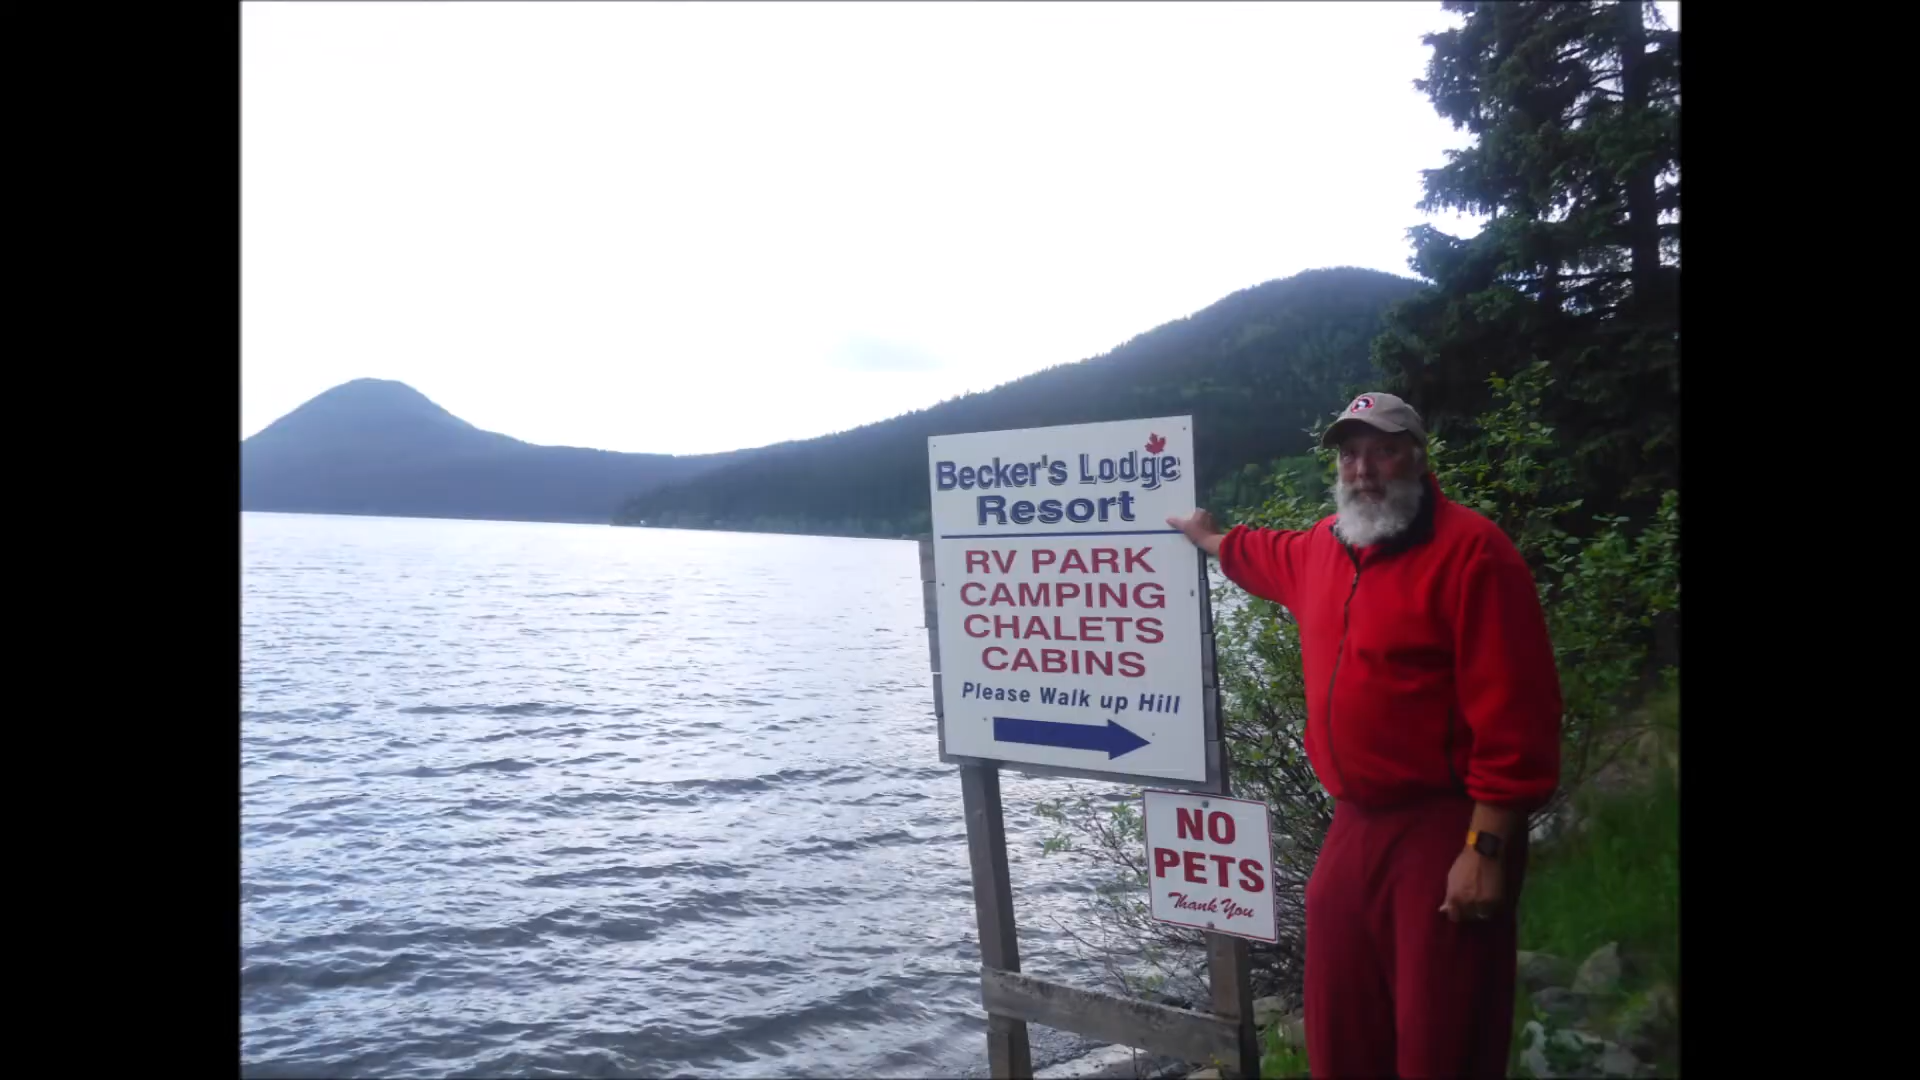 Becker's Lodge
Resort
RV PARK
CAMPING
CHALETS
CABINS
Please Walk up Hill
NO
PETS
Thank You